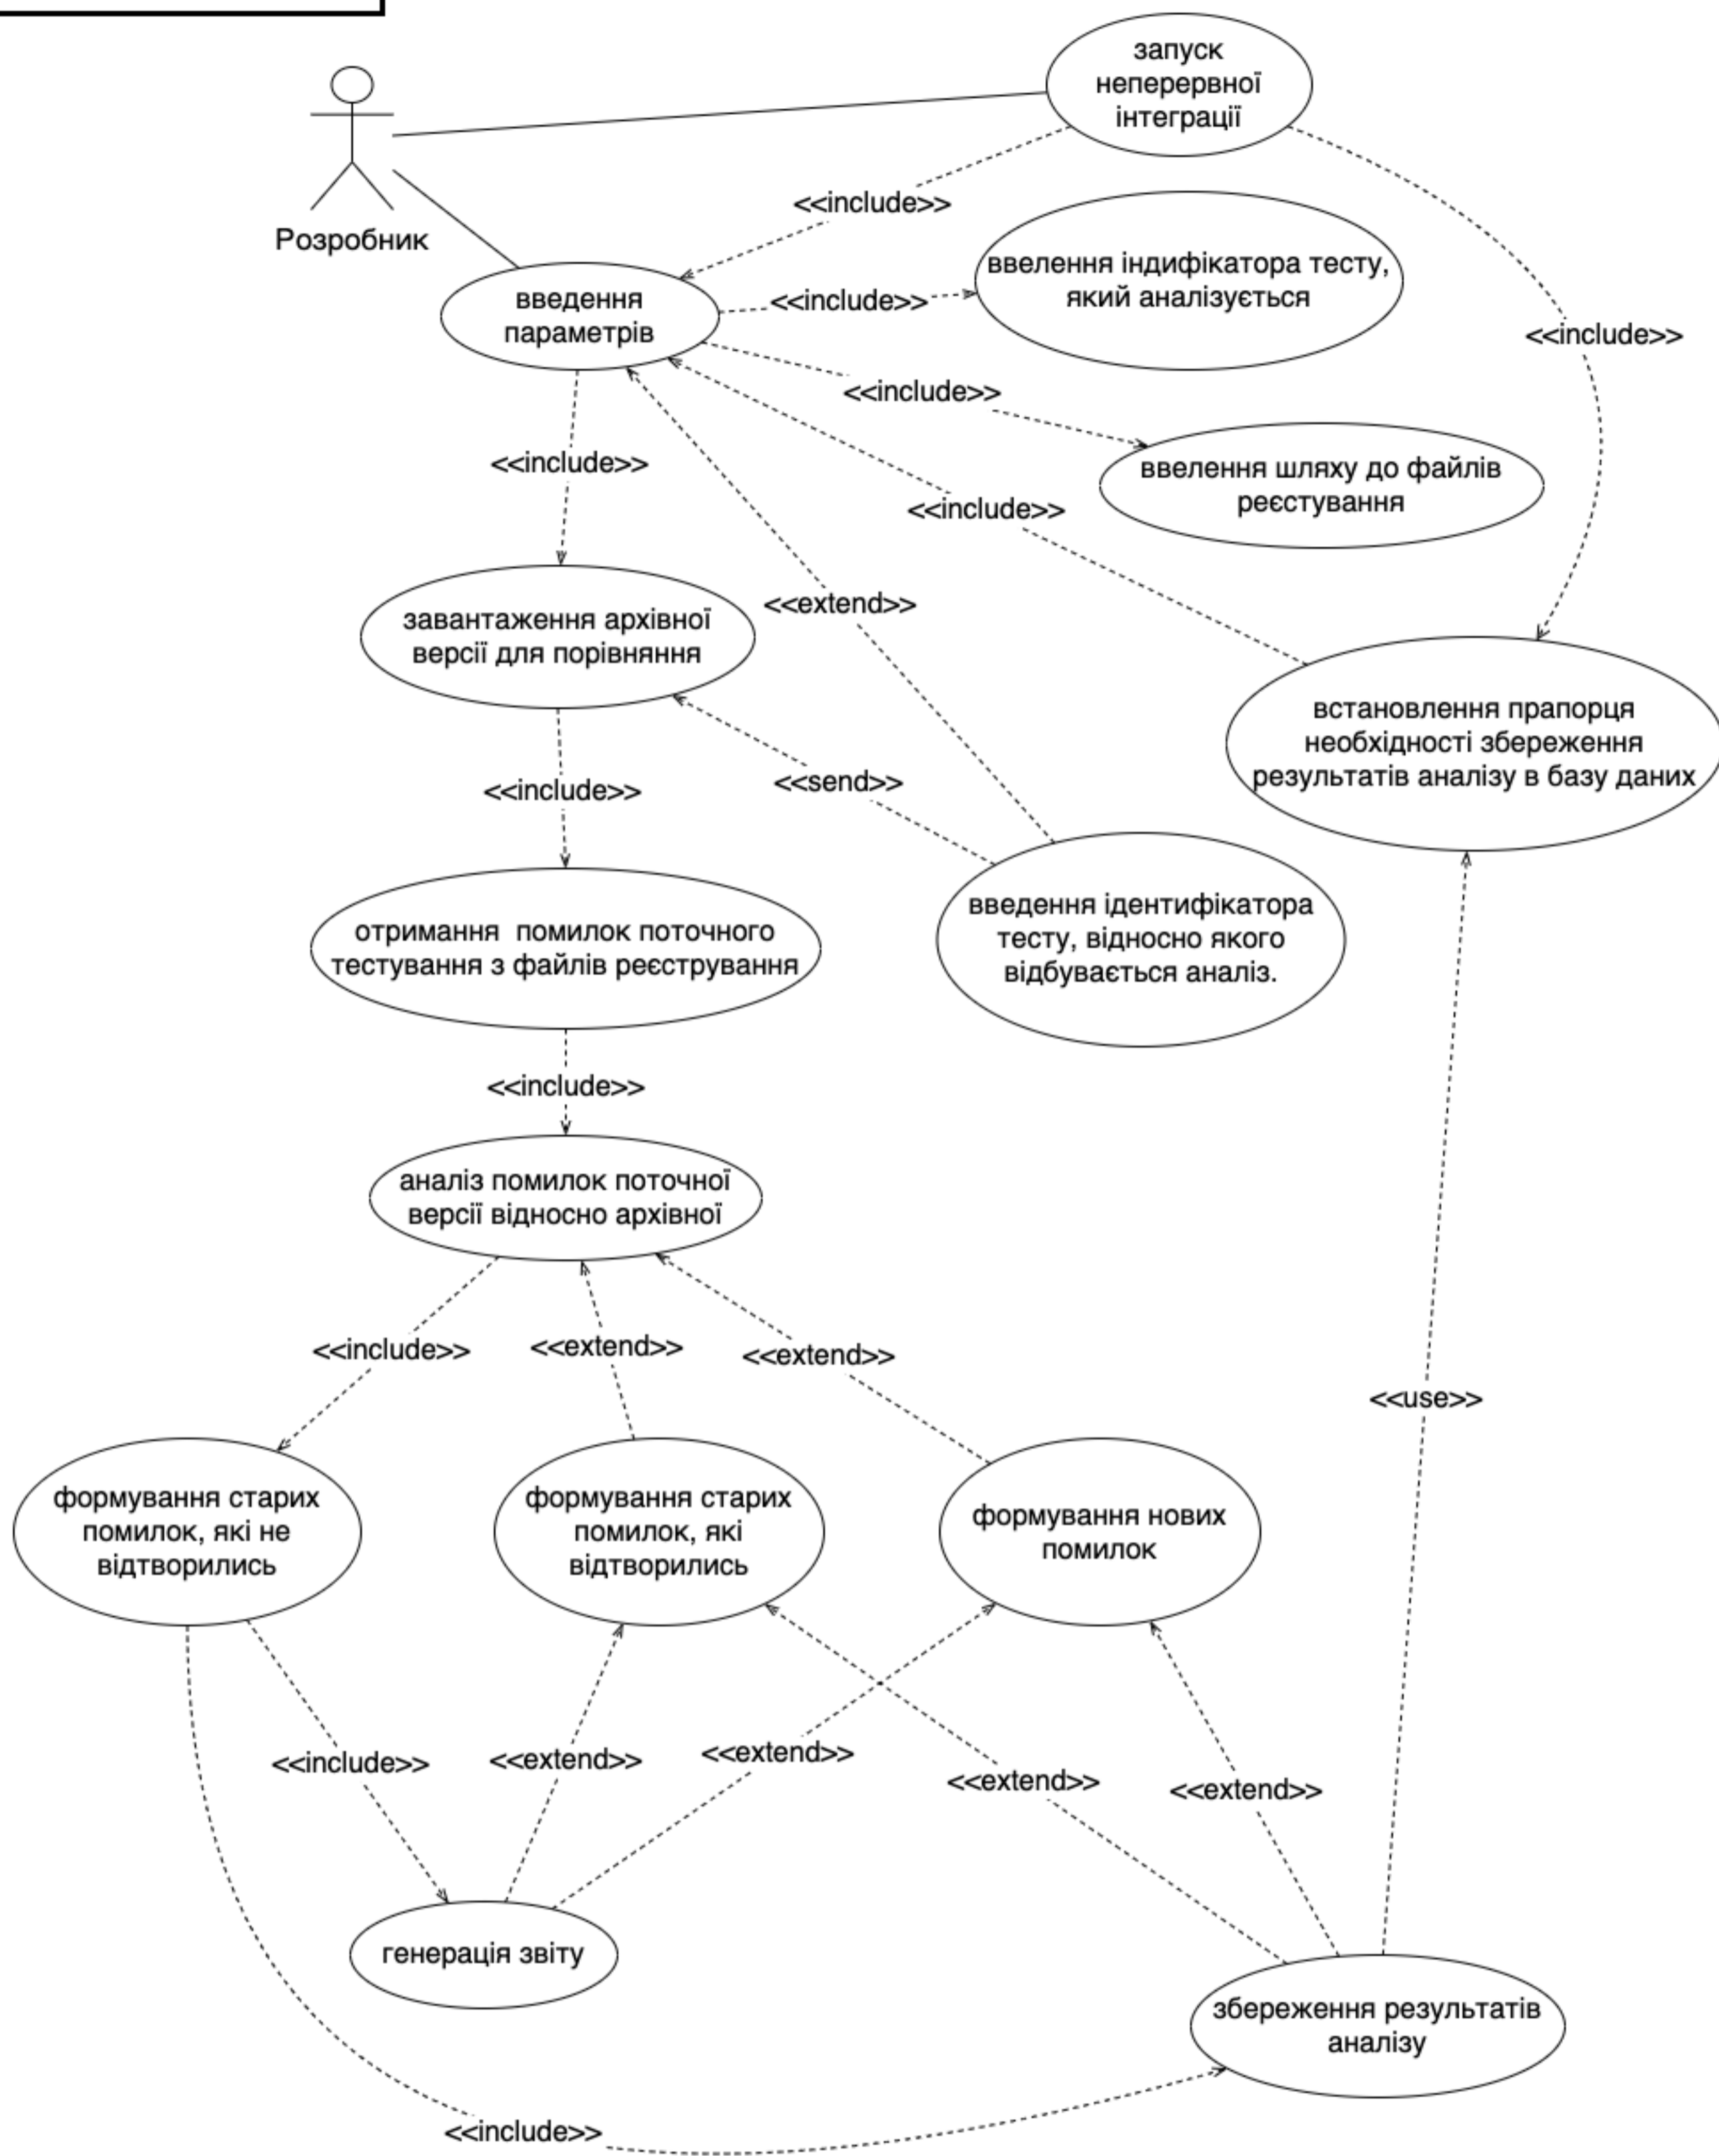 запуск
неперервної
інтеграції
Розробник
<<include>>
ввелення індифікатора тесту,
який аналізується
введення
параметрів
<<include>>
<<include>>
<<include>>
<<include>>
ввелення шляху до файлів
реєстування
<<include>>
<<extend>>
завантаження архівної
версії для порівняння
встановлення прапорця
необхідності збереження
результатів аналізу в базу даних
<<include>>
<<send>>
введення ідентифікатора
тесту, відносно якого
відбувається аналіз.
отримання  помилок поточного
тестування з файлів реєстрування
<<include>>
аналіз помилок поточної
версії відносно архівної
<<include>>
<<extend>>
<<extend>>
<<use>>
формування старих
помилок, які не
відтворились
формування старих
помилок, які
відтворились
формування нових
помилок
<<include>>
<<extend>>
<<extend>>
<<extend>>
<<extend>>
генерація звіту
збереження результатів
аналізу
<<include>>